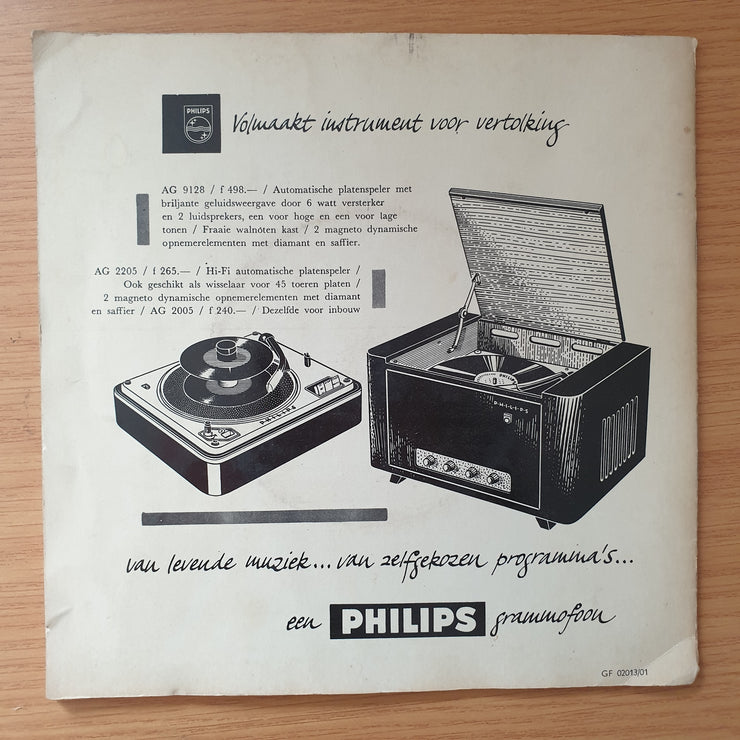 PHILIPS
Volmaakt instrument voor vertolking
AG 9128 / f 498.— / Automatische platenspeler met
briljante geluidsweergave door 6 watt versterker
en 2 luidsprekers, een voor hoge en een voor lage
tonen / Fraaie walnoten kast / 2 magneto dynamische
opnemerelementen met diamant en saffier.
AG 2205 / f 265.— / Hi-Fi automatische platenspeler /
Ook geschikt als wisselaar voor 45 toeren platen /
2 magneto dynamische opnemerelementen met diamant
en saffier / AG 2005 / f 240.— / Dezelfde voor inbouw
PHILIPS
PHILIPS
van levende muziek... van zelfgekozen programma's...
een PHILIPS grammofoon
GF 02013/01